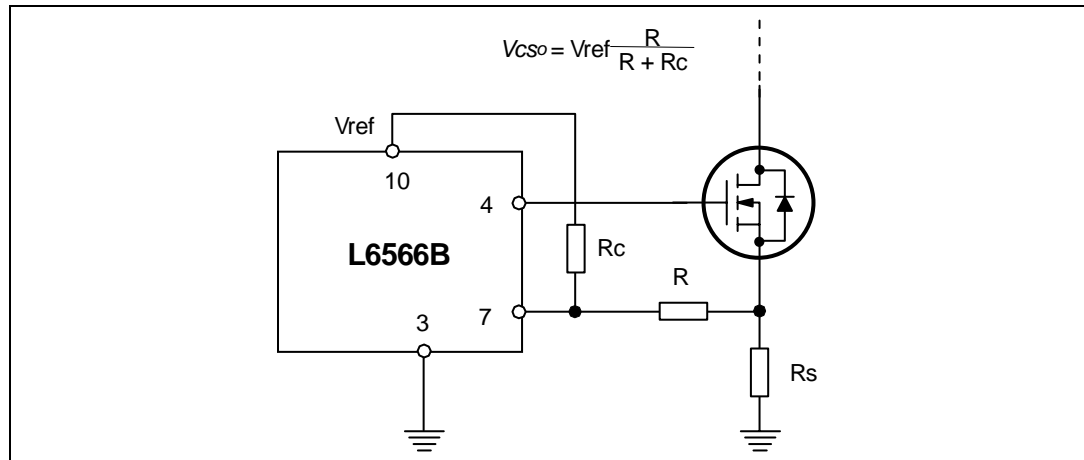 Vcso = Vref R / R + Rc
Vref
10
4
L6566B
Rc
R
7
3
Rs